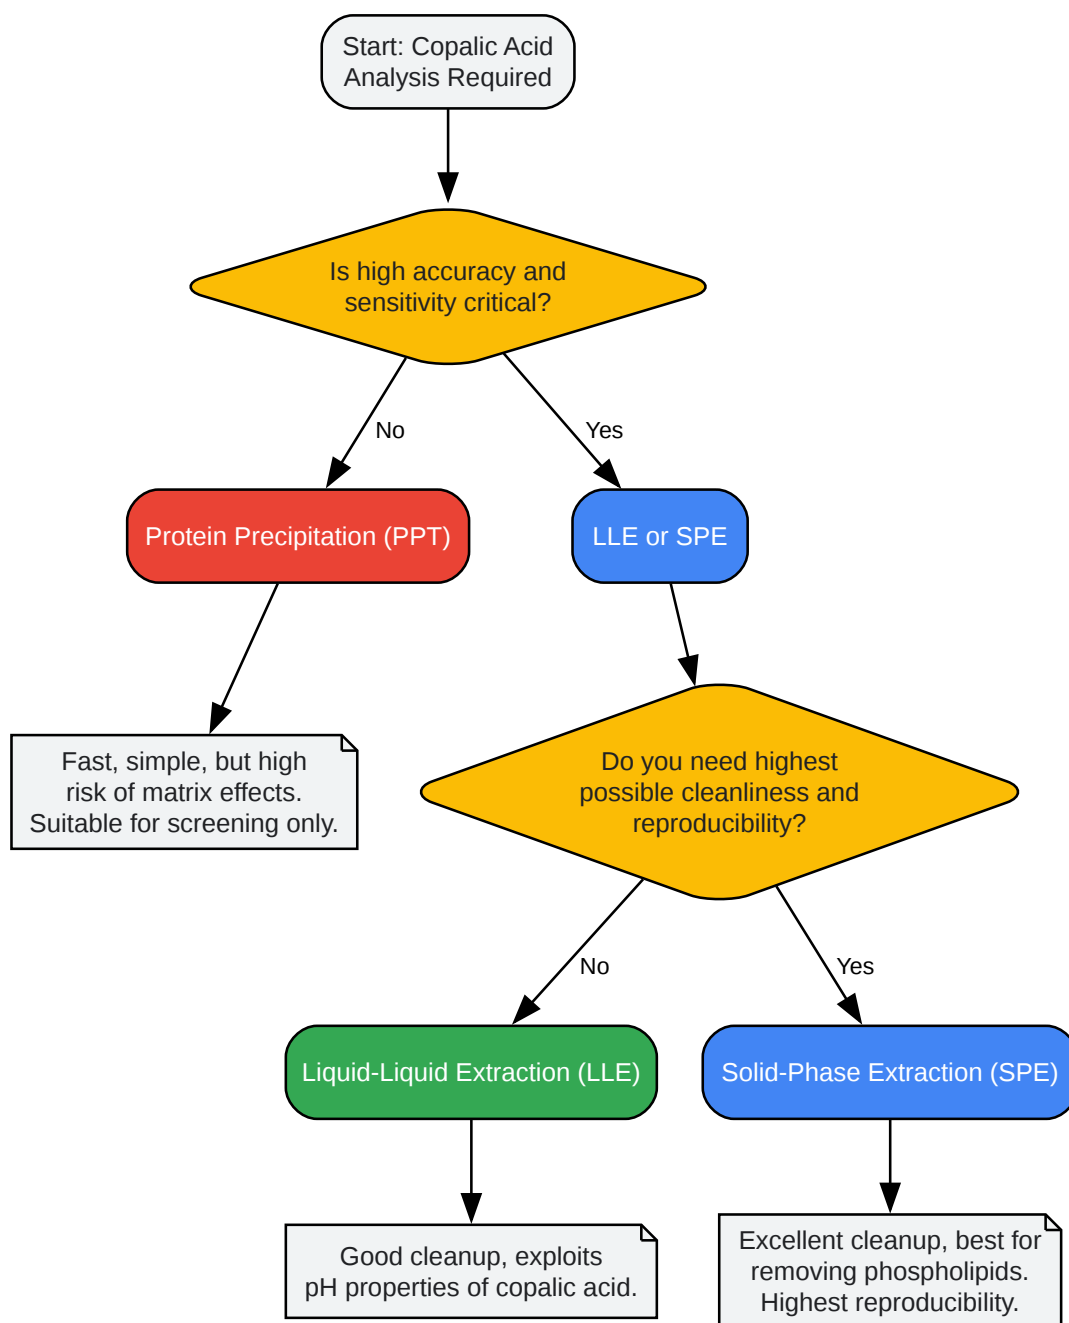 Start: Copalic Acid
Analysis Required
Is high accuracy and
sensitivity critical?
No
Yes
Protein Precipitation (PPT)
LLE or SPE
Fast, simple, but high
risk of matrix effects.
Suitable for screening only.
Do you need highest
possible cleanliness and
reproducibility?
No
Yes
Liquid-Liquid Extraction (LLE)
Solid-Phase Extraction (SPE)
Good cleanup, exploits
pH properties of copalic acid.
Excellent cleanup, best for
removing phospholipids.
Highest reproducibility.